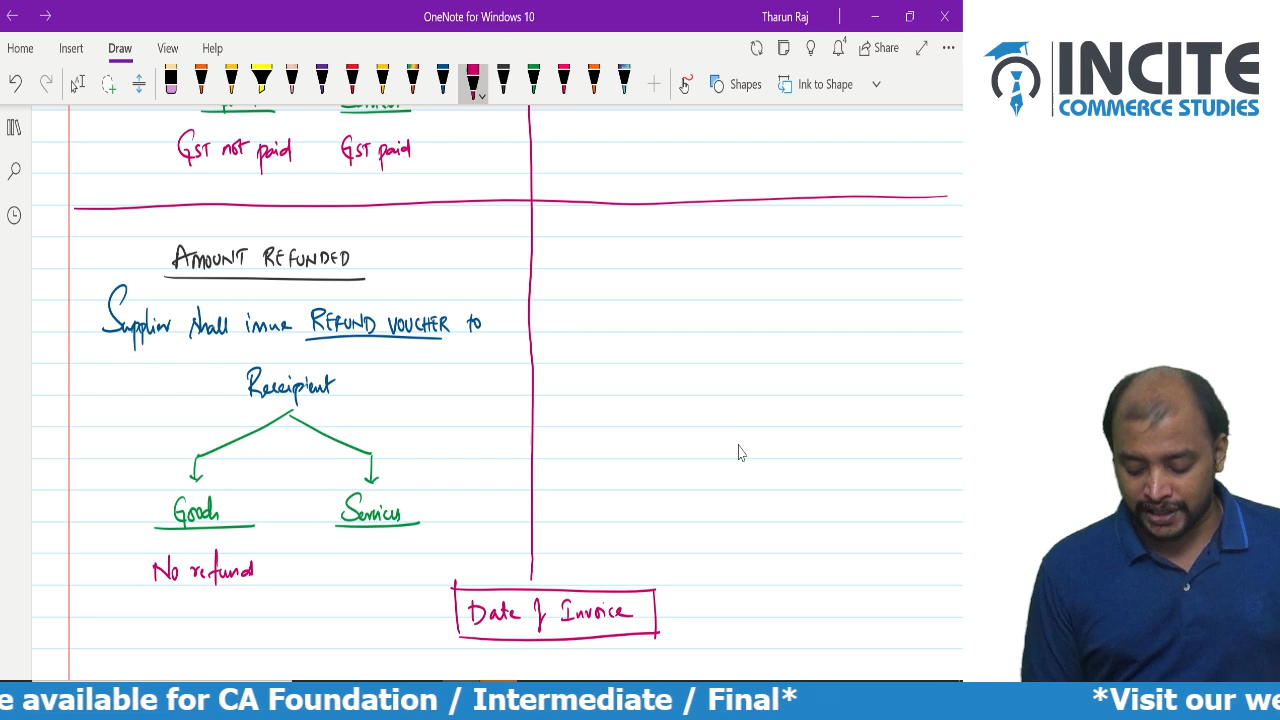 OneNote for Windows 10
Tharun Raj
Home Insert Draw View Help
4
Share
Shapes
Ink to Shape
INCITE
COMMERCE STUDIES
GST not paid GST paid
AMOUNT REFUNDED
Supplier shall issue REFUND VOUCHER to
Receipient
Goods Services
No refund
Date of Invoice
e available for CA Foundation / Intermediate / Final* *Visit our we